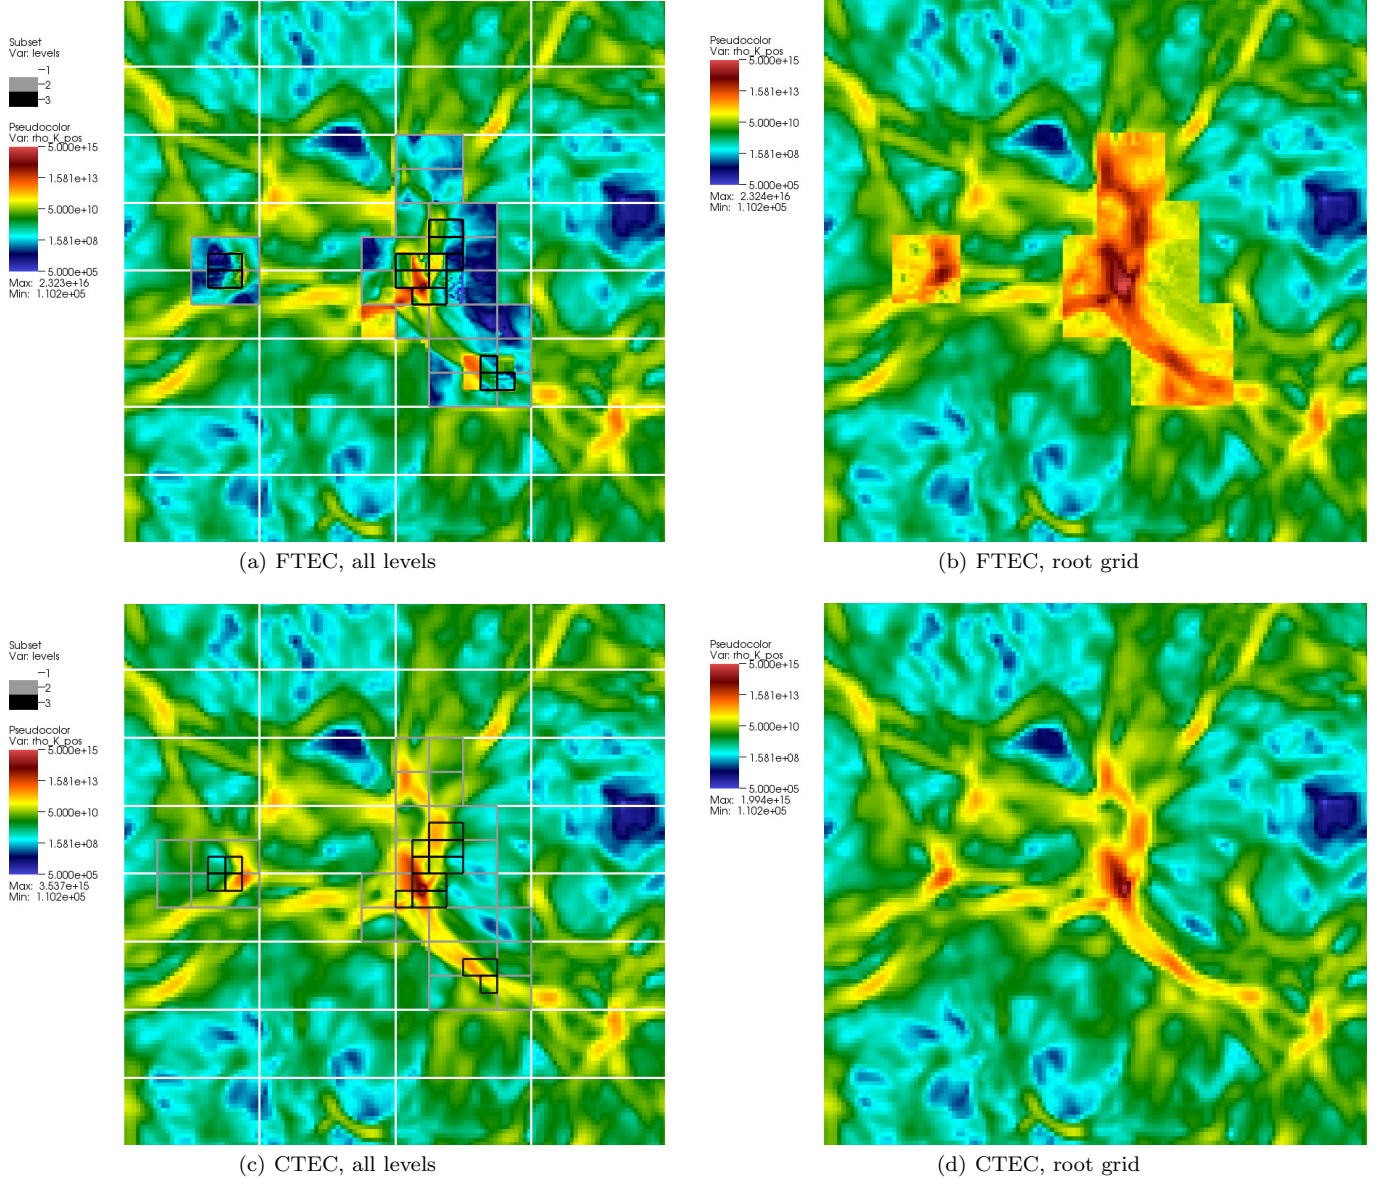 Subset
Var: levels
1
2
3
Pseudocolor
Var: rho_K_pos
5.000e+15
1.581e+13
5.000e+10
1.581e+08
5.000e+05
Max: 2.323e+16
Min: 1.102e+05
(a) FTEC, all levels
Pseudocolor
Var: rho_K_pos
5.000e+15
1.581e+13
5.000e+10
1.581e+08
5.000e+05
Max: 2.324e+16
Min: 1.102e+05
(b) FTEC, root grid
Subset
Var: levels
1
2
3
Pseudocolor
Var: rho_K_pos
5.000e+15
1.581e+13
5.000e+10
1.581e+08
5.000e+05
Max: 3.537e+15
Min: 1.102e+05
(c) CTEC, all levels
Pseudocolor
Var: rho_K_pos
5.000e+15
1.581e+13
5.000e+10
1.581e+08
5.000e+05
Max: 1.994e+15
Min: 1.102e+05
(d) CTEC, root grid